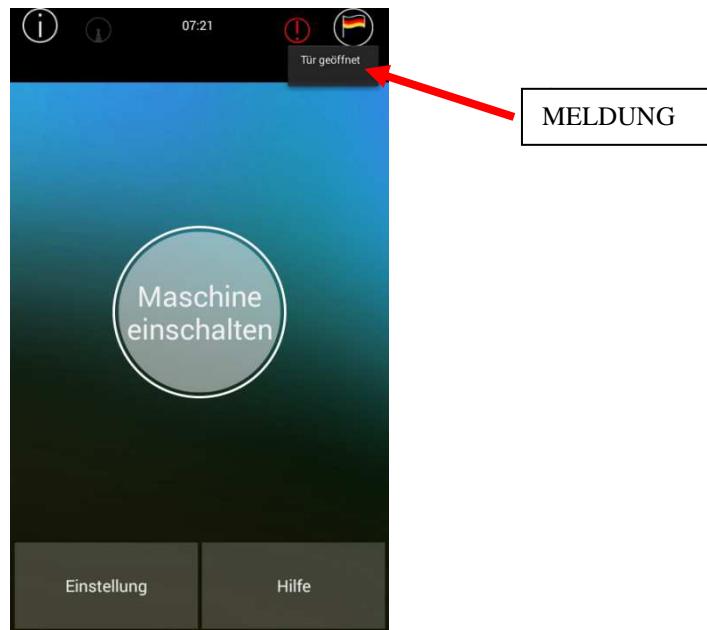 07:21
Tür geöffnet
MELDUNG
Maschine
einschalten
Einstellung
Hilfe